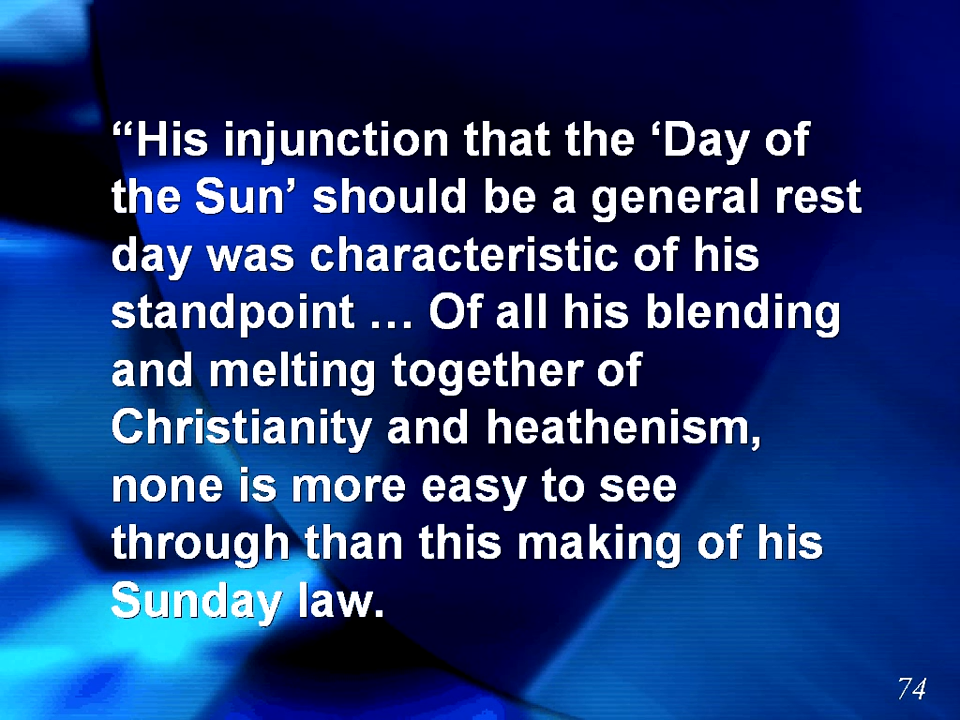 “His injunction that the ‘Day of
the Sun’ should be a general rest
day was characteristic of his
standpoint … Of all his blending
and melting together of
Christianity and heathenism,
none is more easy to see
through than this making of his
Sunday law.
74